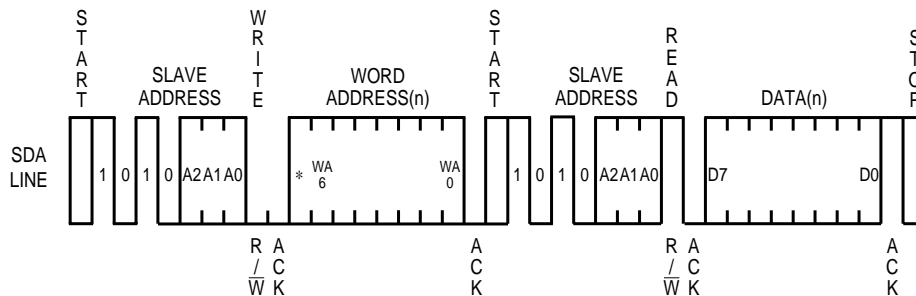 START
SLAVE
ADDRESS
WRITE
WORD
ADDRESS(n)
START
SLAVE
ADDRESS
READ
DATA(n)
SDA
LINE
1 0 1 0 A2 A1 A0
* WA
6
WA
0
1 0 1 0 A2 A1 A0
D7 D0
R
/
W
ACK
ACK
R
/
W
ACK
ACK